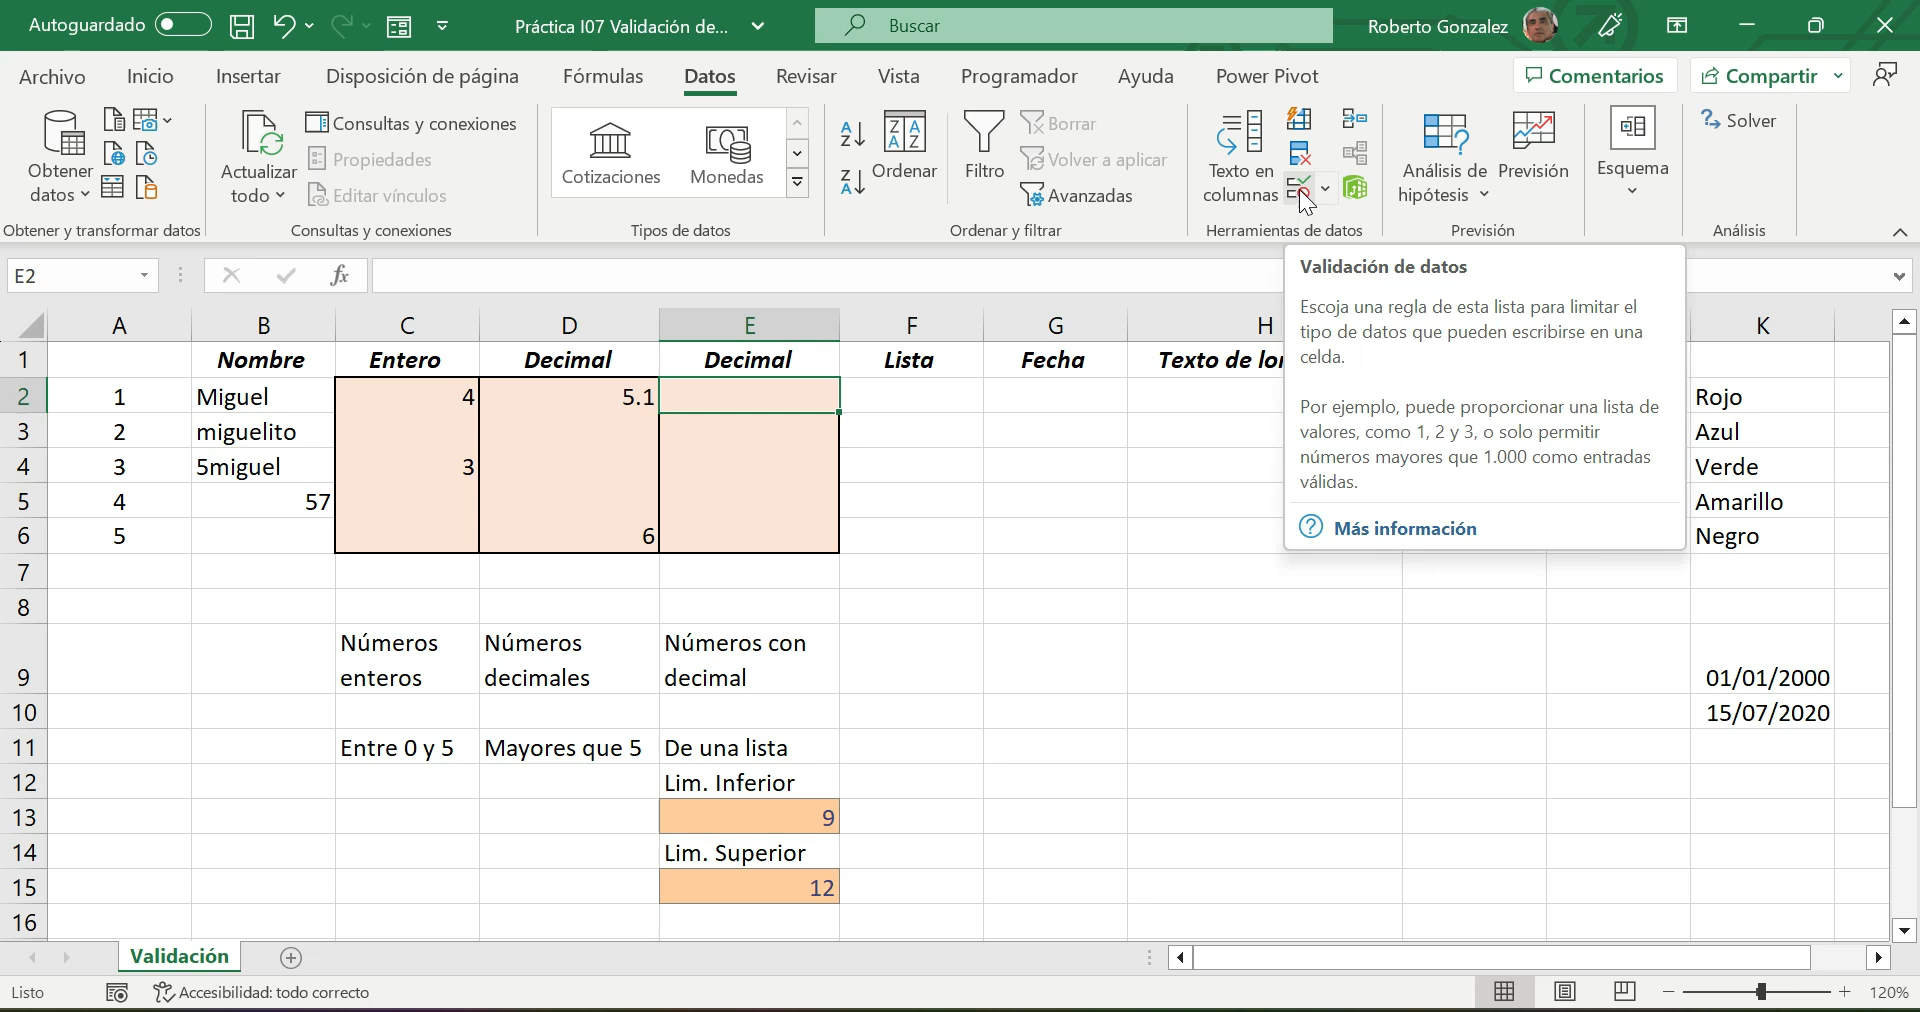 Autoguardado
Práctica I07 Validación de...
Buscar
Roberto Gonzalez
Archivo Inicio Insertar Disposición de página Fórmulas Datos Revisar Vista Programador Ayuda Power Pivot
Comentarios
Compartir
Obtener datos
Actualizar todo
Consultas y conexiones
Propiedades
Editar vínculos
Cotizaciones
Monedas
Ordenar
Filtro
Borrar
Volver a aplicar
Avanzadas
Texto en columnas
Análisis de hipótesis
Previsión
Esquema
Solver
Obtener y transformar datos
Consultas y conexiones
Tipos de datos
Ordenar y filtrar
Herramientas de datos
Previsión
Análisis
E2
fx
Validación de datos
Escoja una regla de esta lista para limitar el
tipo de datos que pueden escribirse en una
celda.
Por ejemplo, puede proporcionar una lista de
valores, como 1, 2 y 3, o solo permitir
números mayores que 1.000 como entradas
válidas.
Más información
A B C D E F G H K
1 Nombre Entero Decimal Decimal Lista Fecha Texto de lo
2 1 Miguel 4 5.1 Rojo
3 2 miguelito Azul
4 3 5miguel 3 Verde
5 4 57 Amarillo
6 5 6 Negro
7
8
Números Números Números con
9 enteros decimales decimal 01/01/2000
10 15/07/2020
11 Entre 0 y 5 Mayores que 5 De una lista
12 Lim. Inferior
13 9
14 Lim. Superior
15 12
16
Validación
Listo
Accesibilidad: todo correcto
120%